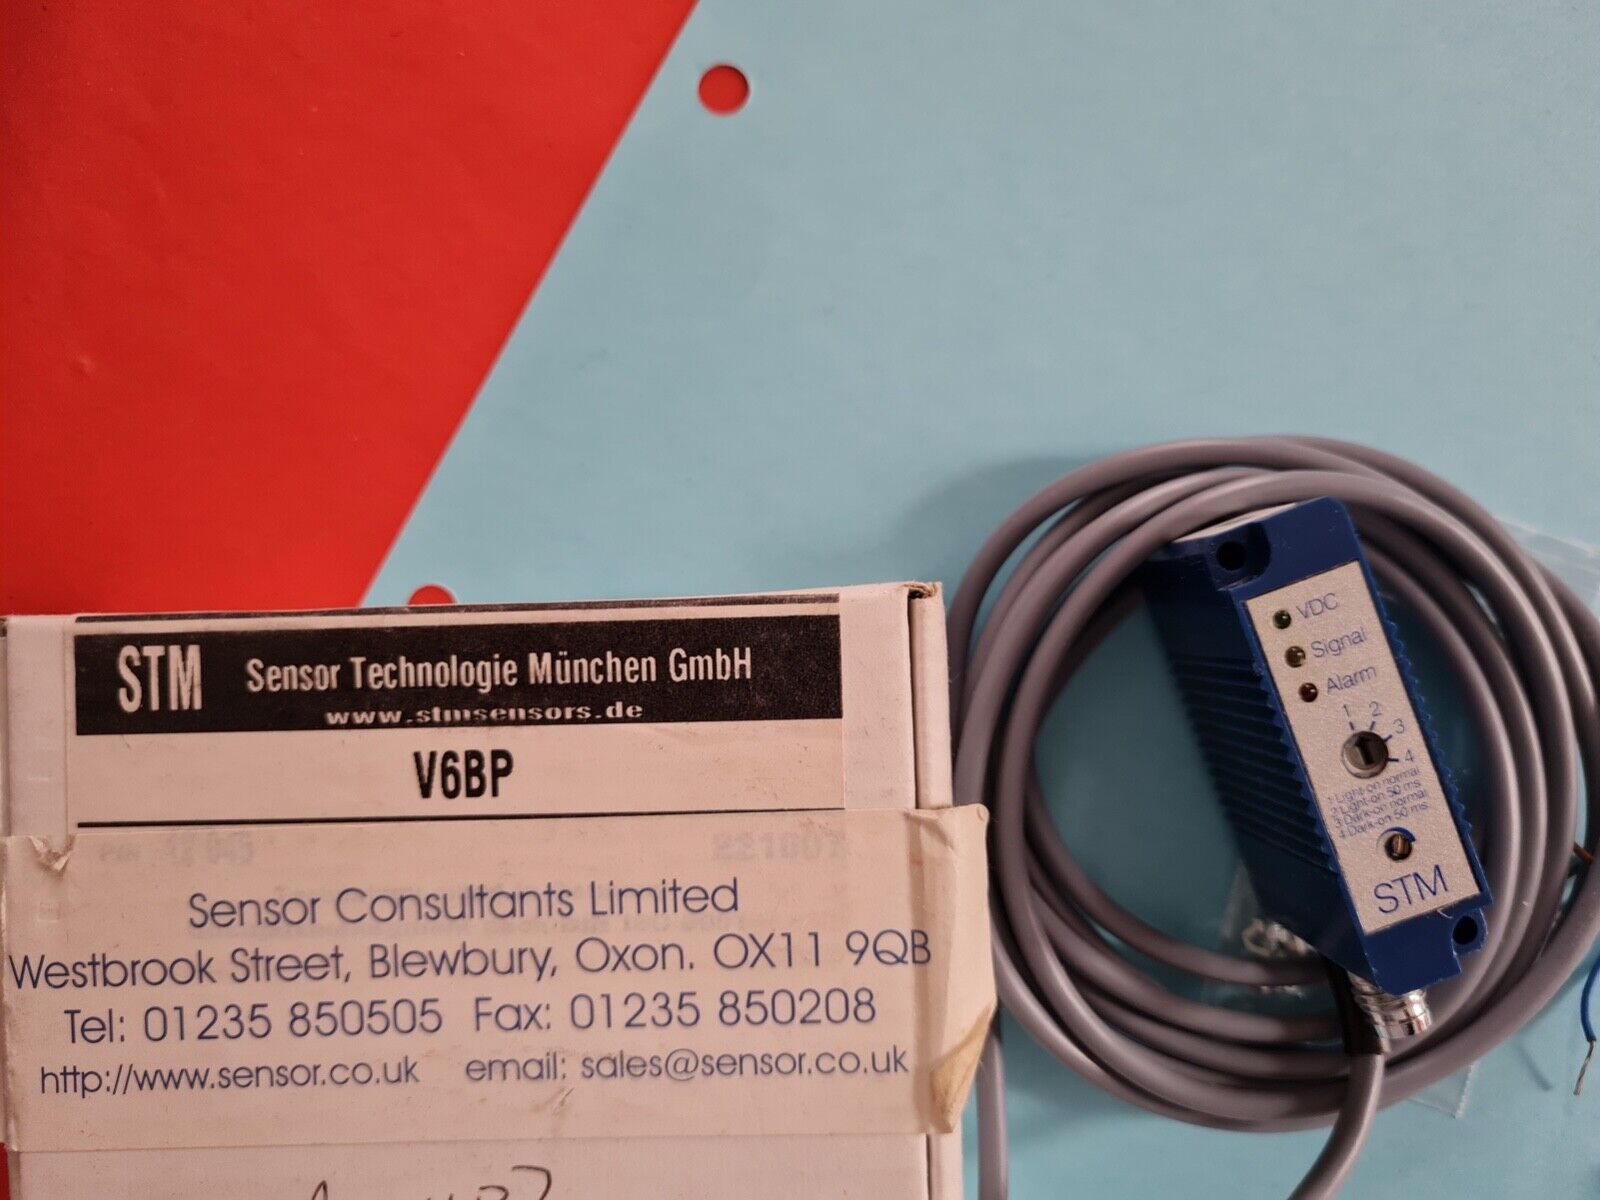 STM Sensor Technologie München GmbH
www.stmsensors.de
V6BP
Sensor Consultants Limited
Westbrook Street, Blewbury, Oxon. OX11 9QB
Tel: 01235 850505 Fax: 01235 850208
http://www.sensor.co.uk email: sales@sensor.co.uk
VDC
Signal
Alarm
1 2 3 4
1 Light-on normal
2 Light-on 50 ms
3 Dark-on normal
4 Dark-on 50 ms
STM